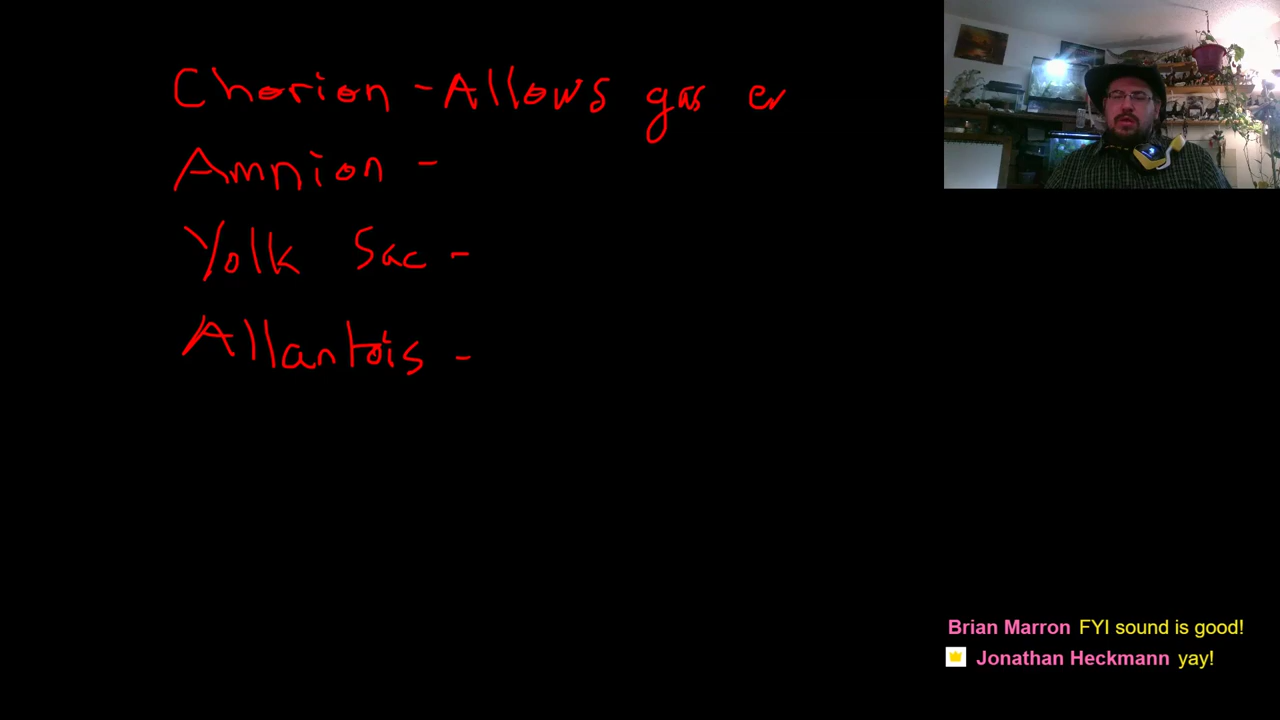 Chorion - Allows gas ex
Amnion -
Yolk Sac -
Allantois -
Brian Marron FYI sound is good!
Jonathan Heckmann yay!